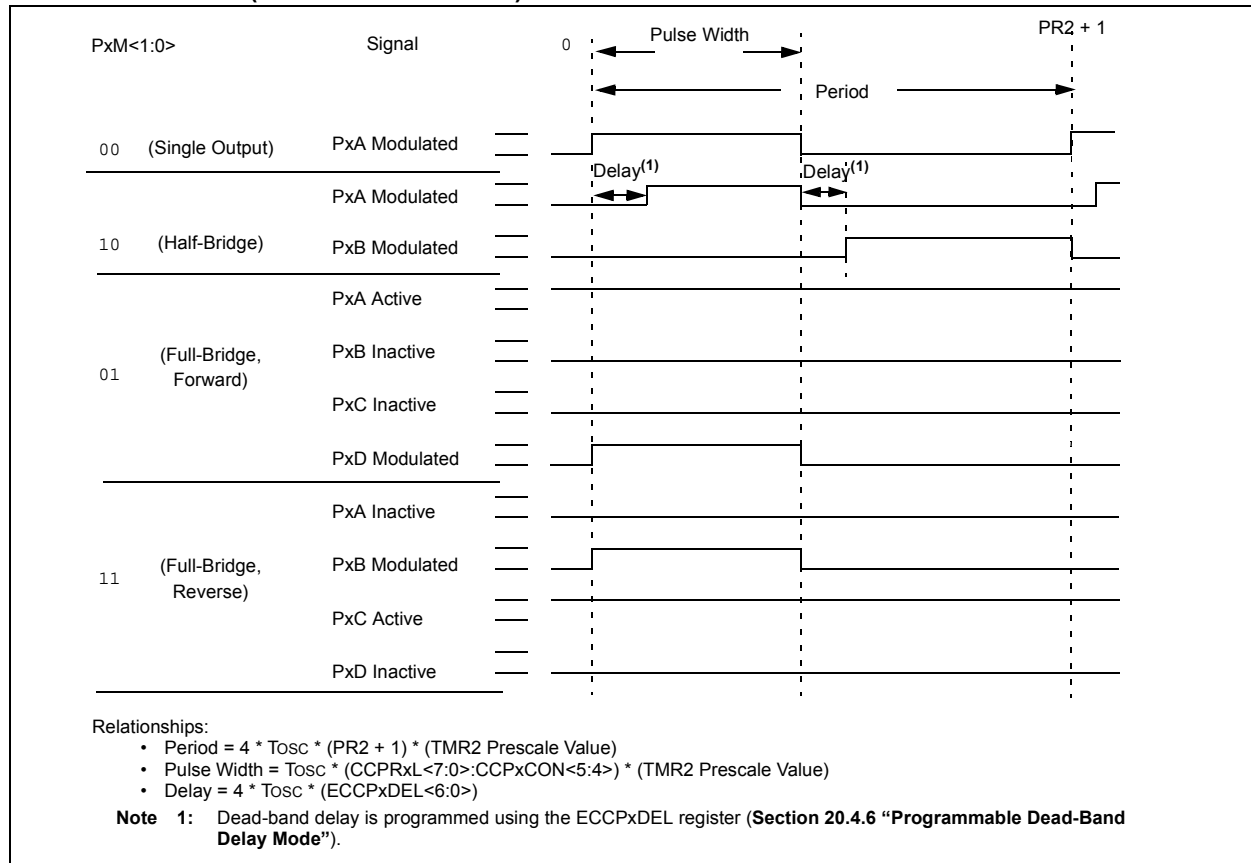 PxM<1:0> Signal 0 Pulse Width PR2 + 1
Period
00 (Single Output) PxA Modulated
Delay(1) Delay(1)
PxA Modulated
10 (Half-Bridge) PxB Modulated
PxA Active
01 (Full-Bridge, Forward) PxB Inactive
PxC Inactive
PxD Modulated
PxA Inactive
11 (Full-Bridge, Reverse) PxB Modulated
PxC Active
PxD Inactive
Relationships:
• Period = 4 * TOSC * (PR2 + 1) * (TMR2 Prescale Value)
• Pulse Width = TOSC * (CCPRxL<7:0>:CCPxCON<5:4>) * (TMR2 Prescale Value)
• Delay = 4 * TOSC * (ECCPxDEL<6:0>)
Note 1: Dead-band delay is programmed using the ECCPxDEL register (Section 20.4.6 “Programmable Dead-Band
Delay Mode”).